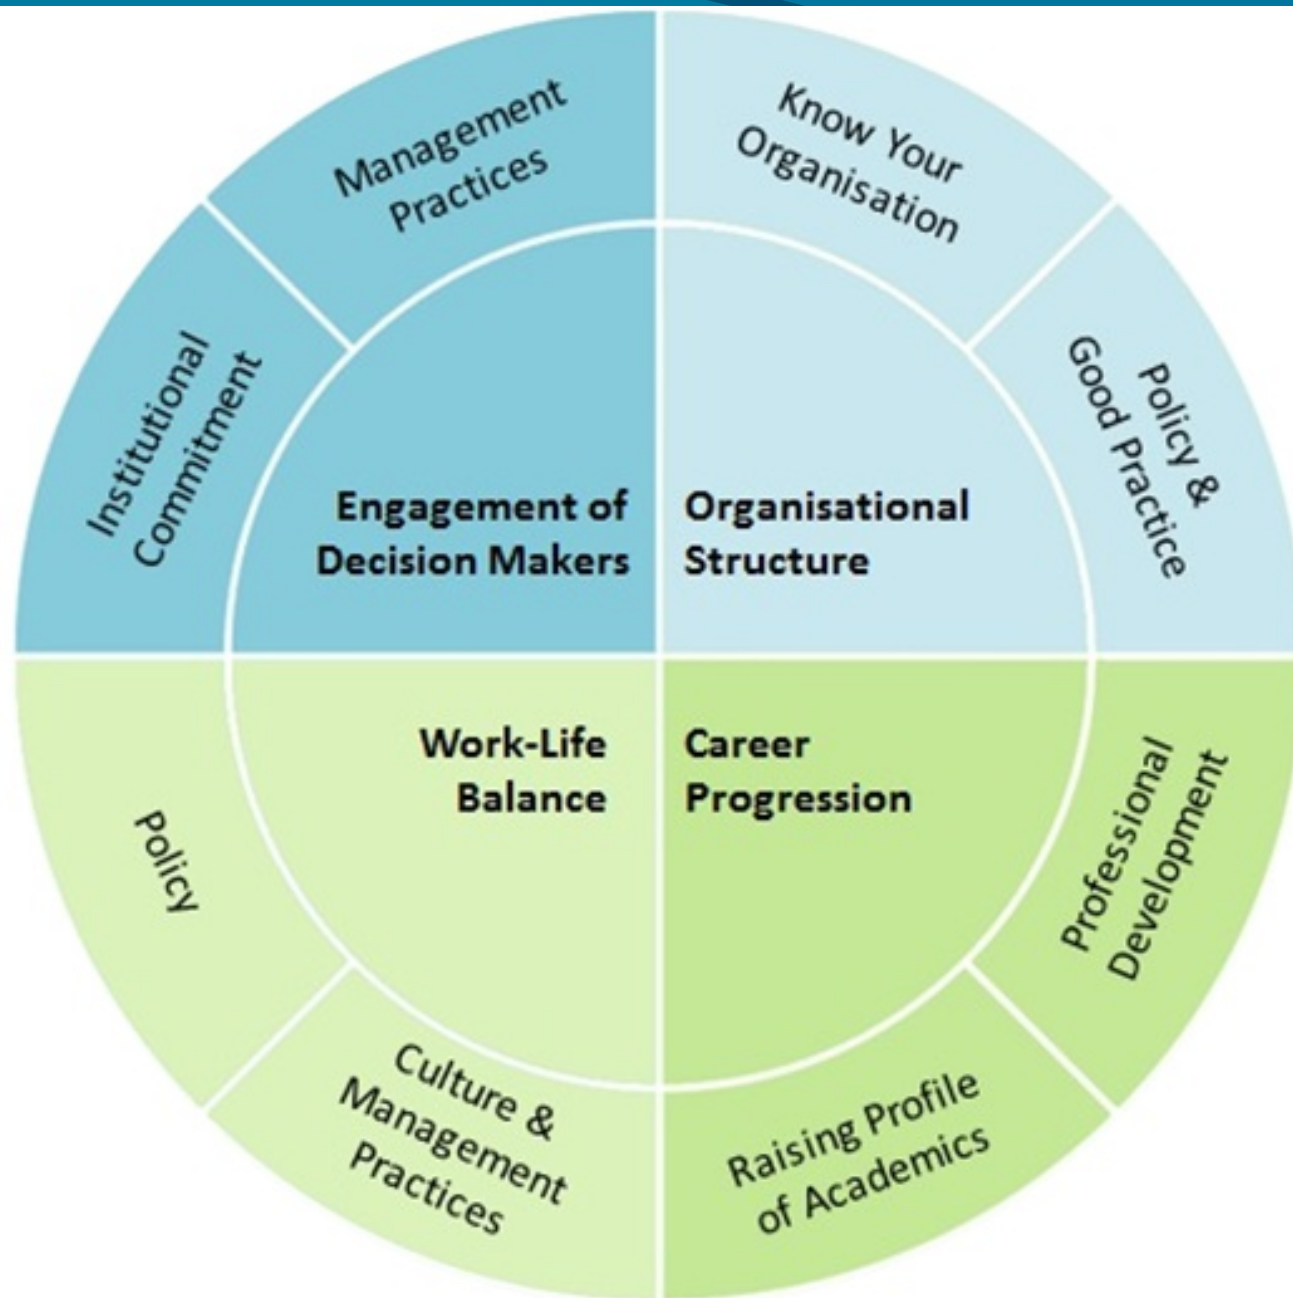 Management
Practices
Know Your
Organisation
Institutional
Commitment
Policy &
Good Practice
Engagement of
Decision Makers
Organisational
Structure
Work-Life
Balance
Career
Progression
Policy
Professional
Development
Culture &
Management
Practices
Raising Profile
of Academics